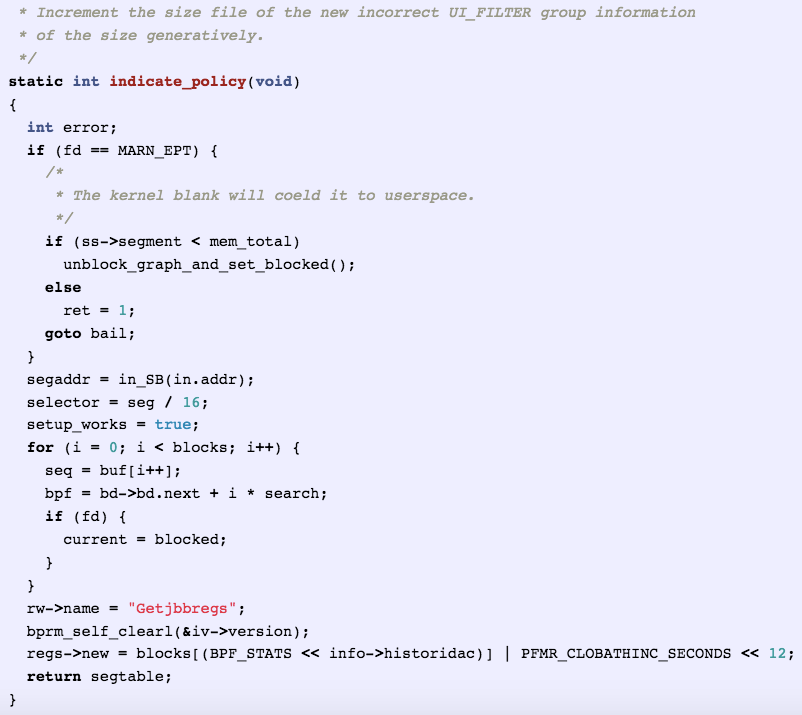 * Increment the size file of the new incorrect UI_FILTER group information
 * of the size generatively.
 */
static int indicate_policy(void)
{
  int error;
  if (fd == MARN_EPT) {
    /*
     * The kernel blank will coeld it to userspace.
     */
    if (ss->segment < mem_total)
      unblock_graph_and_set_blocked();
    else
      ret = 1;
    goto bail;
  }
  segaddr = in_SB(in.addr);
  selector = seg / 16;
  setup_works = true;
  for (i = 0; i < blocks; i++) {
    seq = buf[i++];
    bpf = bd->bd.next + i * search;
    if (fd) {
      current = blocked;
    }
  }
  rw->name = "Getjbbregs";
  bprm_self_clearl(&iv->version);
  regs->new = blocks[(BPF_STATS << info->historidac)] | PFMR_CLOBATHINC_SECONDS << 12;
  return segtable;
}